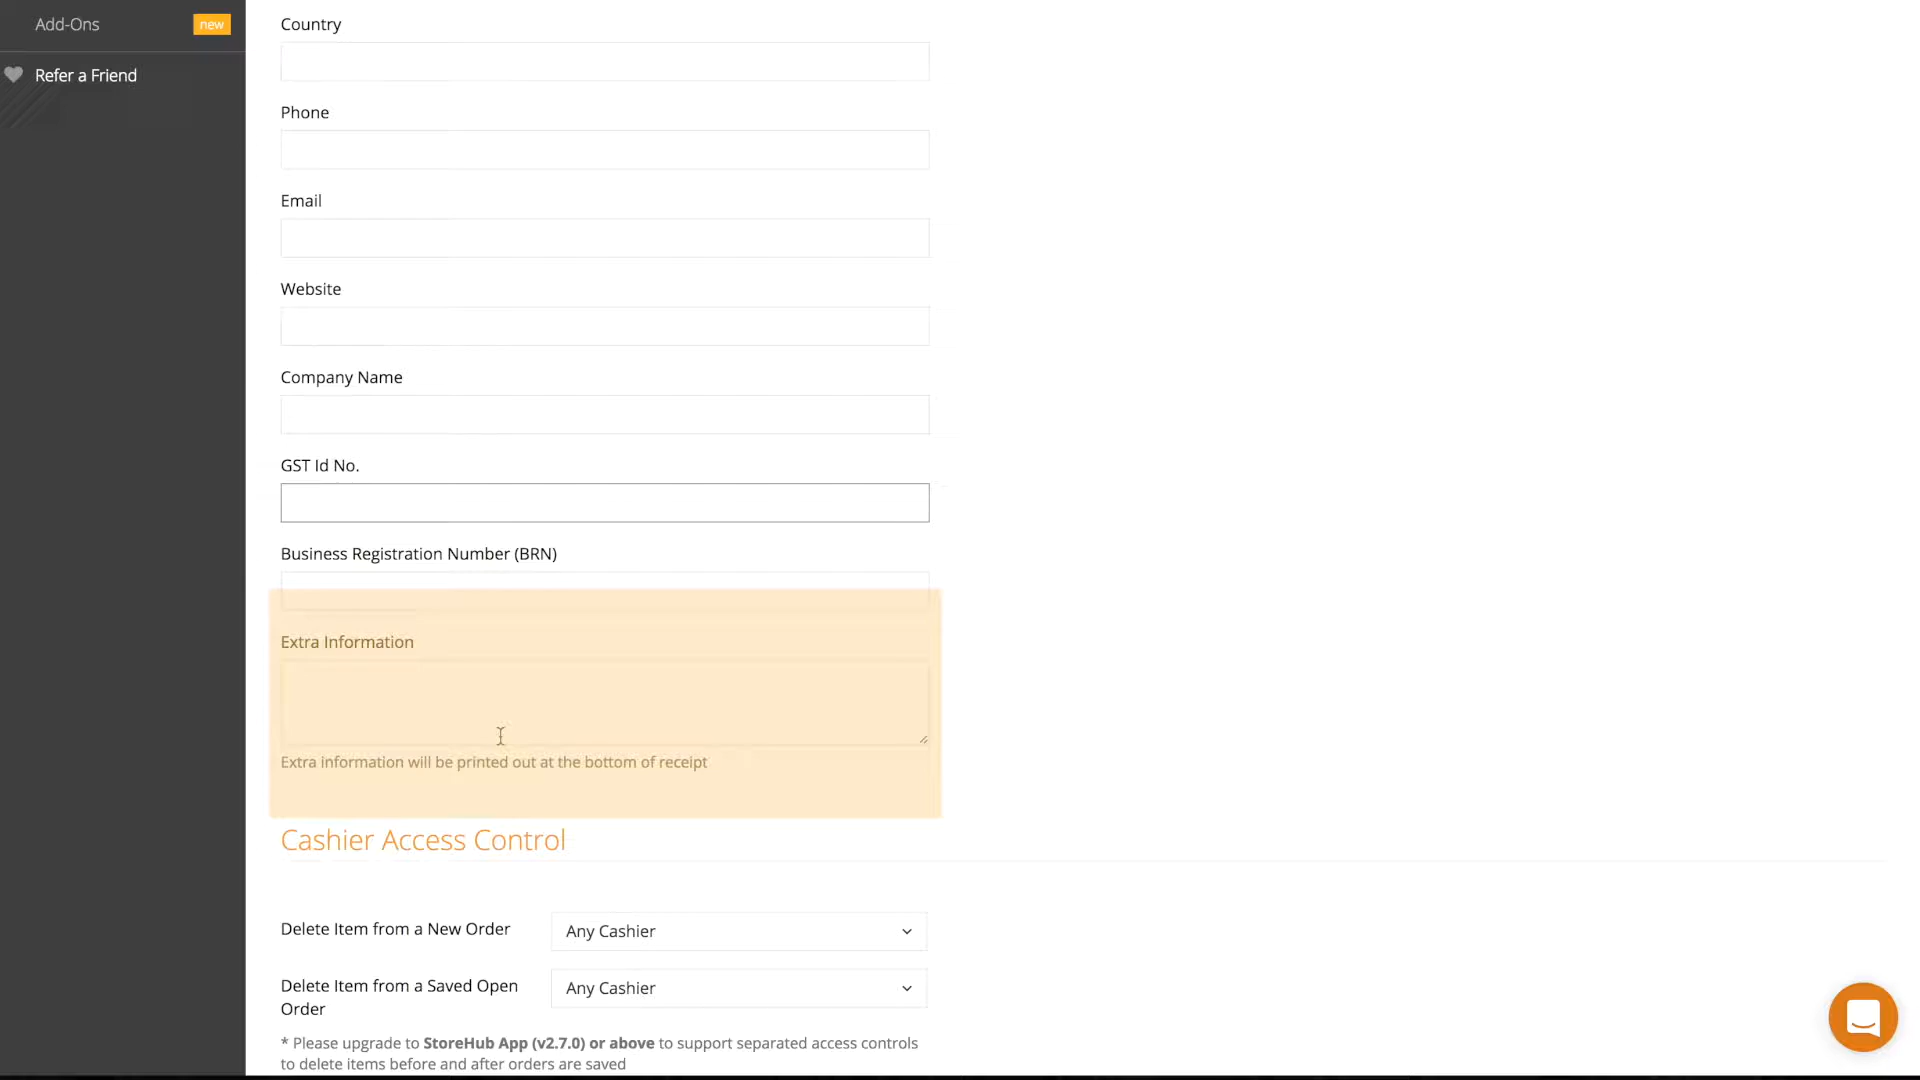 Add-Ons
new
Refer a Friend
Country
Phone
Email
Website
Company Name
GST Id No.
Business Registration Number (BRN)
Extra Information
Extra information will be printed out at the bottom of receipt
Cashier Access Control
Delete Item from a New Order
Any Cashier
Delete Item from a Saved Open
Order
Any Cashier
* Please upgrade to StoreHub App (v2.7.0) or above to support separated access controls
to delete items before and after orders are saved